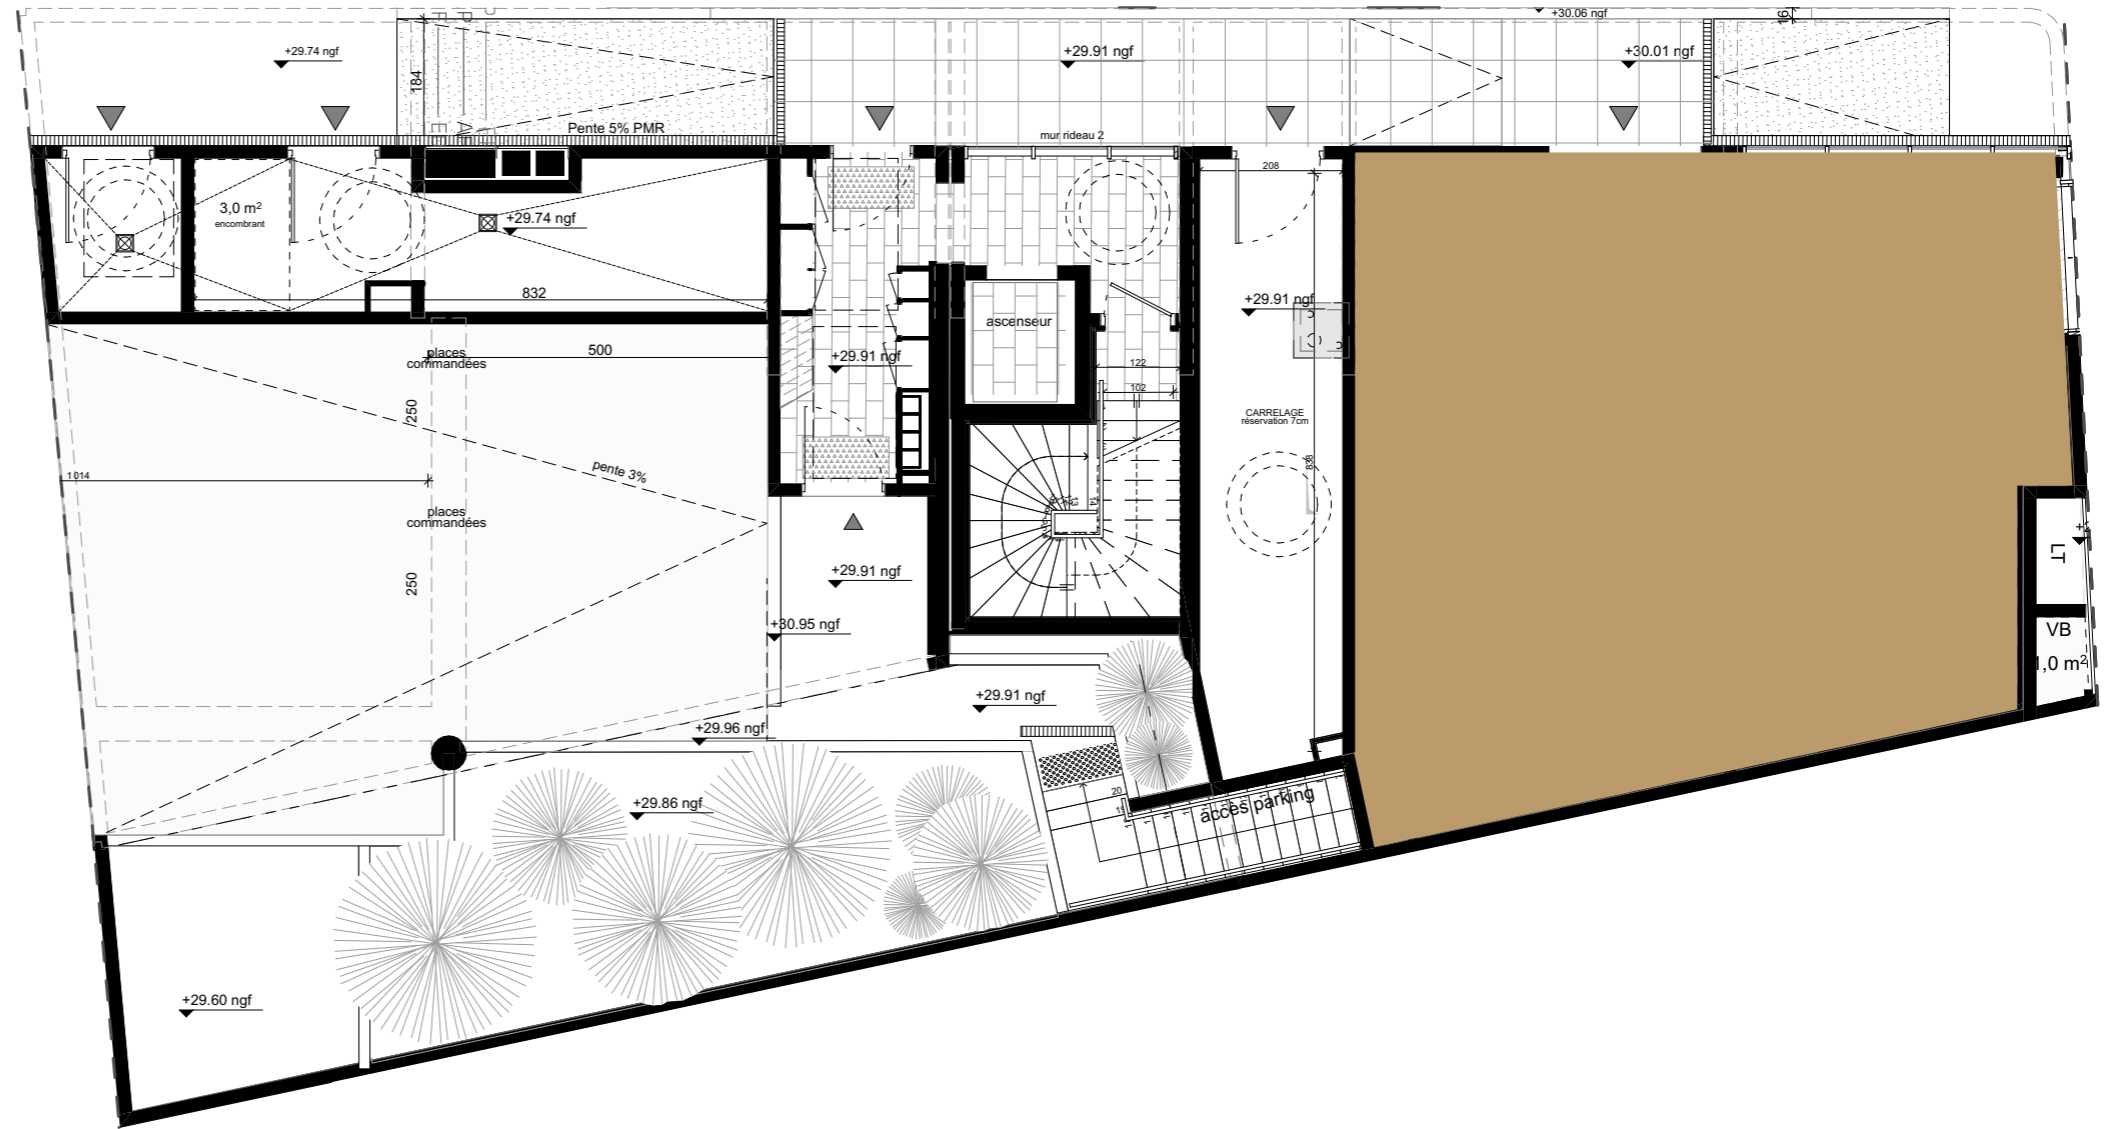 +30.06 ngf
16
+29.74 ngf
+29.91 ngf
+30.01 ngf
184
Pente 5% PMR
mur rideau 2
208
3,0 m²
encombrant
+29.74 ngf
832
+29.91 ngf
ascenseur
places
commandées
500
+29.91 ngf
122
102
250
CARRELAGE
réservation 7cm
838
pente 3%
1014
places
commandées
13
14
LT
250
+29.91 ngf
+30.95 ngf
VB
1,0 m²
+29.91 ngf
+29.96 ngf
20
accès parking
+29.86 ngf
+29.60 ngf